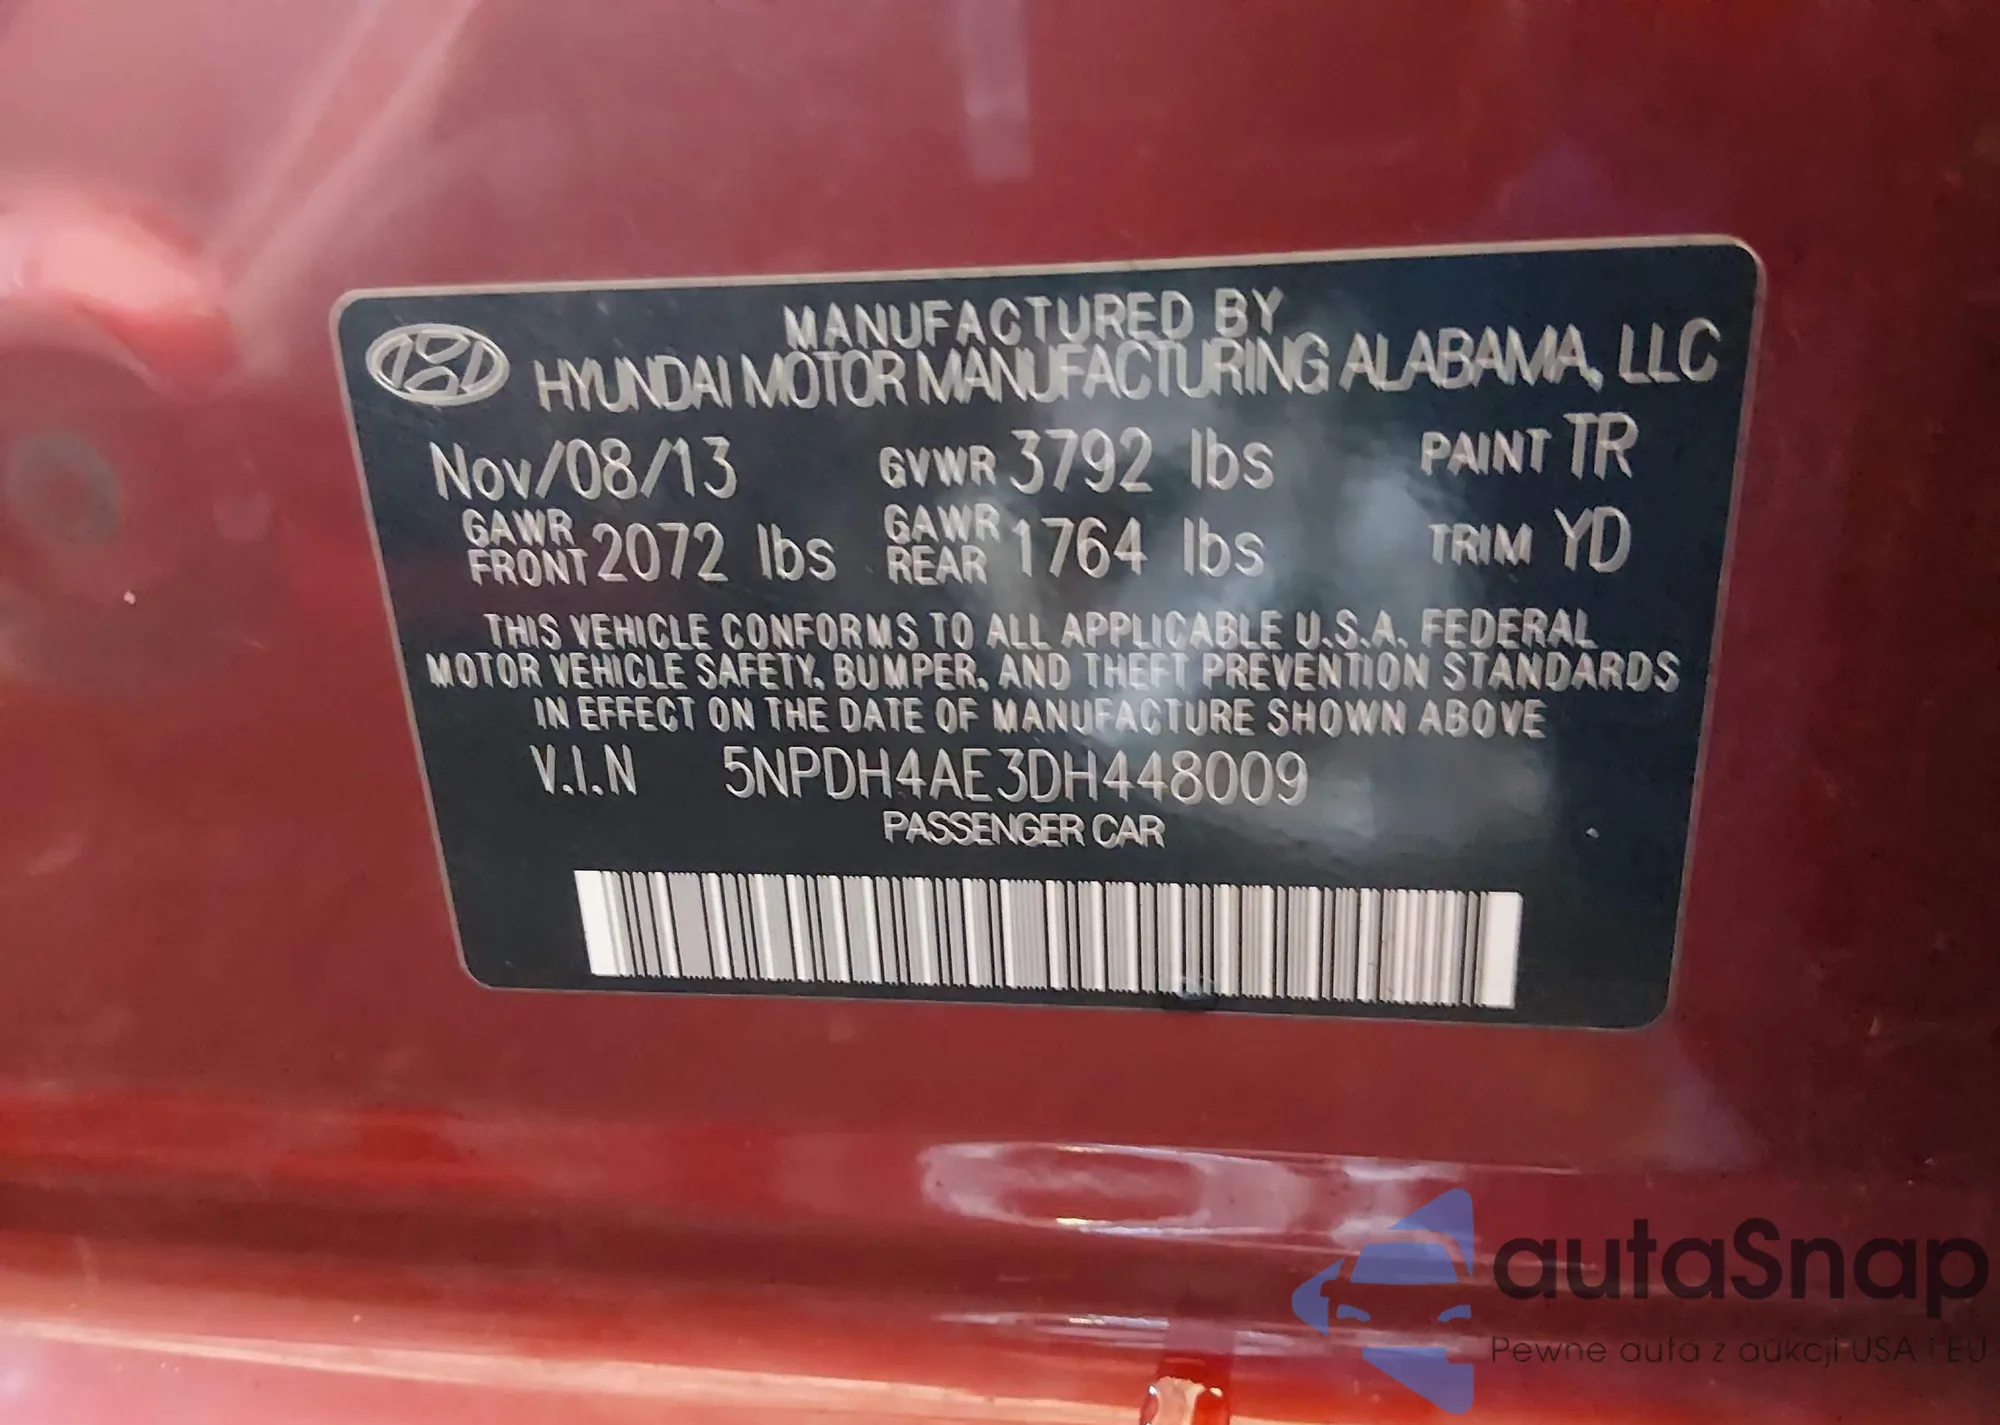 MANUFACTURED BY
HYUNDAI MOTOR MANUFACTURING ALABAMA, LLC
Nov/08/13 GVWR 3792 lbs PAINT TR
GAWR FRONT 2072 lbs GAWR REAR 1764 lbs TRIM YD
THIS VEHICLE CONFORMS TO ALL APPLICABLE U.S.A. FEDERAL
MOTOR VEHICLE SAFETY, BUMPER, AND THEFT PREVENTION STANDARDS
IN EFFECT ON THE DATE OF MANUFACTURE SHOWN ABOVE
V.I.N 5NPDH4AE3DH448009
PASSENGER CAR
autaSnap
Pewne auta z aukcji USA i EU